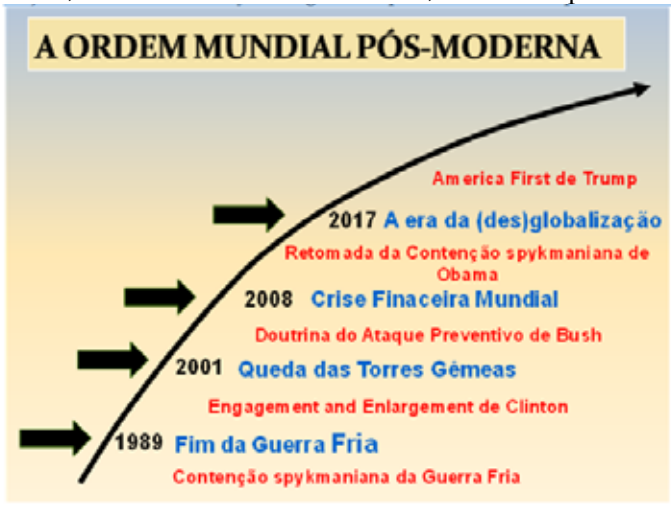 A ORDEM MUNDIAL PÓS-MODERNA
America First de Trump
2017 A era da (des)globalização
Retomada da Contenção spykmaniana de
Obama
2008 Crise Finaceira Mundial
Doutrina do Ataque Preventivo de Bush
2001 Queda das Torres Gêmeas
Engagement and Enlargement de Clinton
1989 Fim da Guerra Fria
Contenção spykmaniana da Guerra Fria